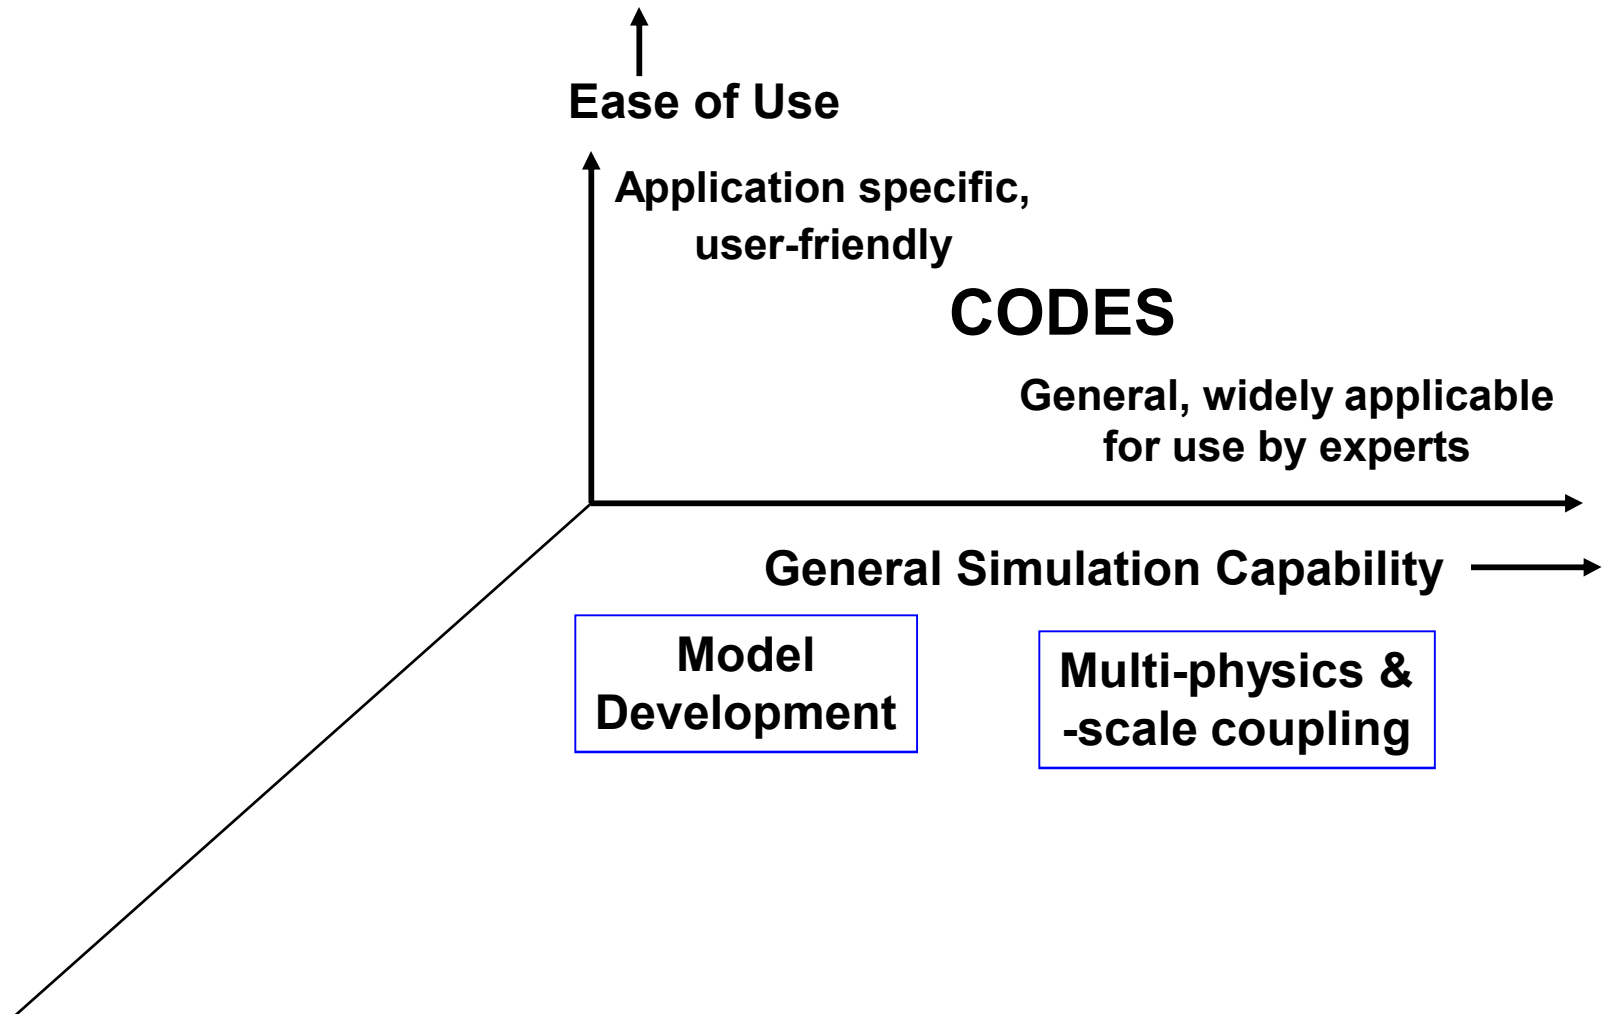 Ease of Use
Application specific,
user-friendly
CODES
General, widely applicable
for use by experts
General Simulation Capability
Model
Development
Multi-physics &
-scale coupling